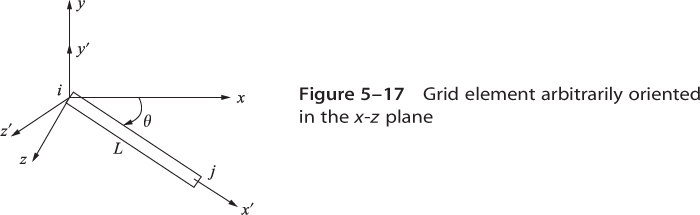 y
y′
i
x
θ
z′
z
L
j
x′
Figure 5–17 Grid element arbitrarily oriented
in the x-z plane